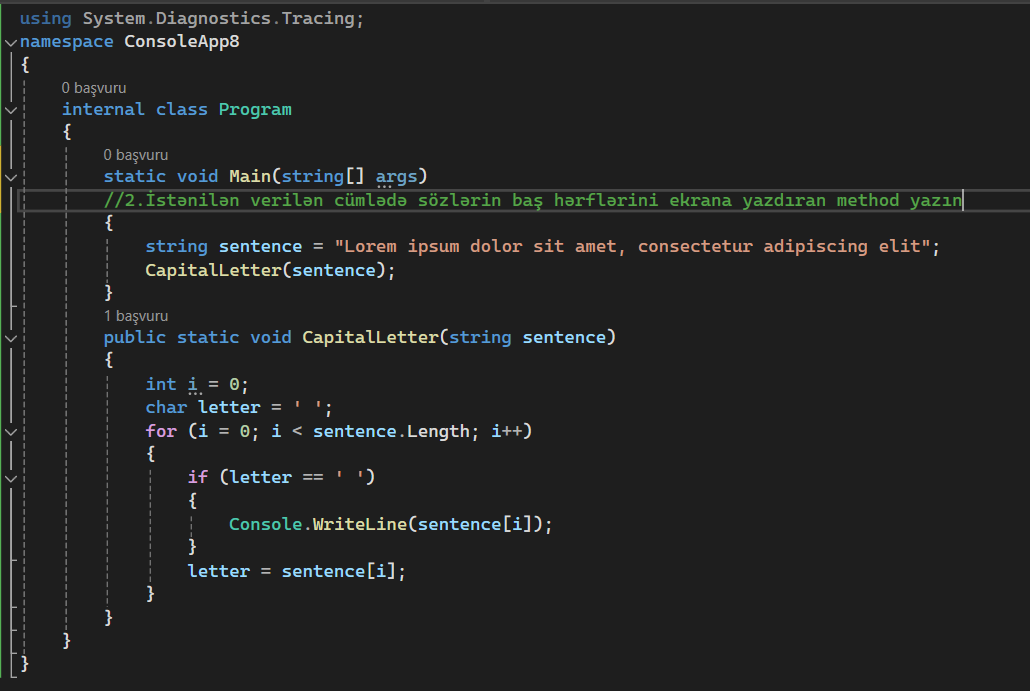 using System.Diagnostics.Tracing;
namespace ConsoleApp8
{
0 başvuru
internal class Program
{
0 başvuru
static void Main(string[] args)
//2.İstənilən verilən cümlədə sözlərin baş hərflərini ekrana yazdıran method yazın
{
string sentence = "Lorem ipsum dolor sit amet, consectetur adipiscing elit";
CapitalLetter(sentence);
}
1 başvuru
public static void CapitalLetter(string sentence)
{
int i = 0;
char letter = ' ';
for (i = 0; i < sentence.Length; i++)
{
if (letter == ' ')
{
Console.WriteLine(sentence[i]);
}
letter = sentence[i];
}
}
}
}